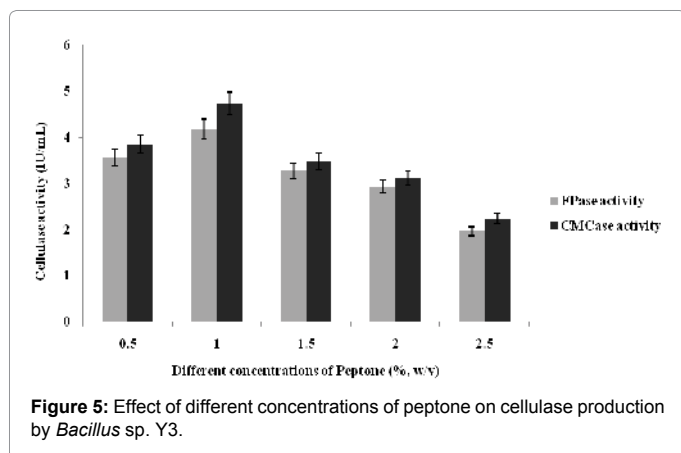 6
5
4
3
2
1
0
Cellulase activity (IU/mL)
0.5 1 1.5 2 2.5
Different concentrations of Peptone (%, w/v)
FPase activity
CMCase activity
Figure 5: Effect of different concentrations of peptone on cellulase production
by Bacillus sp. Y3.